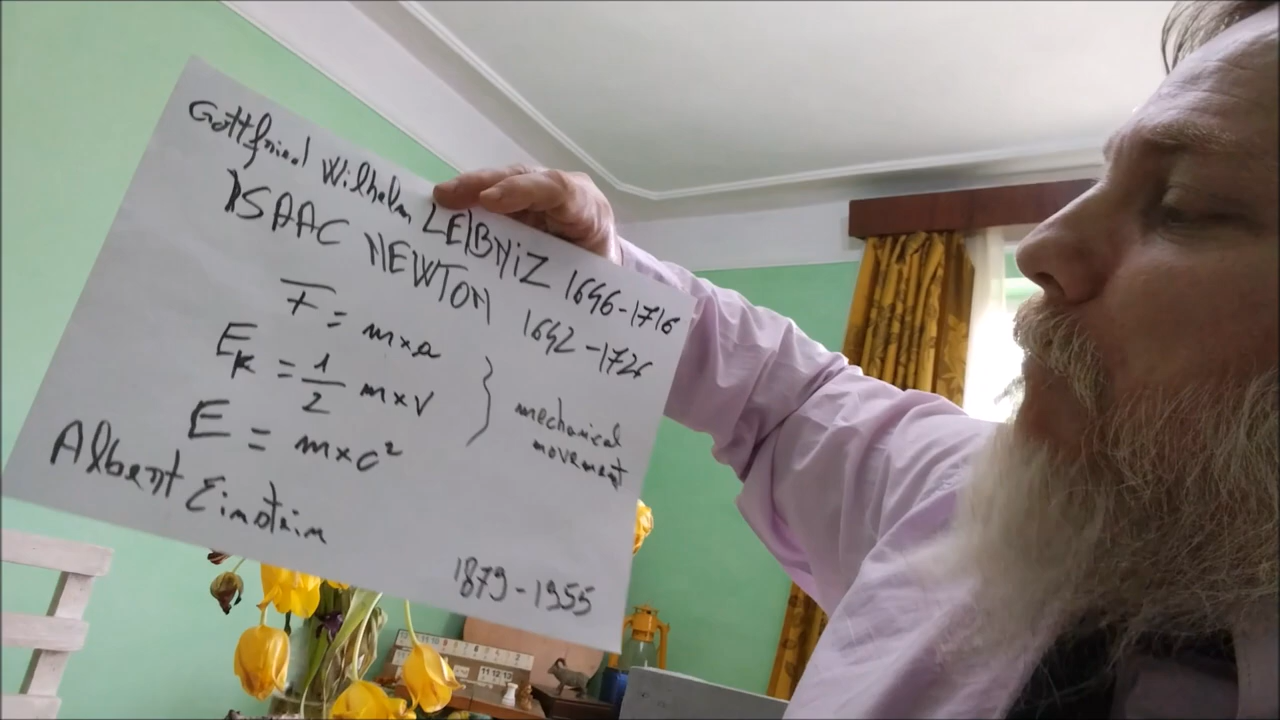 Gottfried Wilhelm LEIBNIZ 1646-1716
ISAAC NEWTON 1642-1726
F = m×a
Ek = 1/2 m×v
mechanical movement
E = m×c²
Albert Einstein
1879-1955